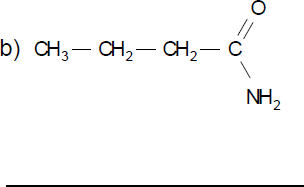 O
b) CH₃ — CH₂ — CH₂ — C
NH₂